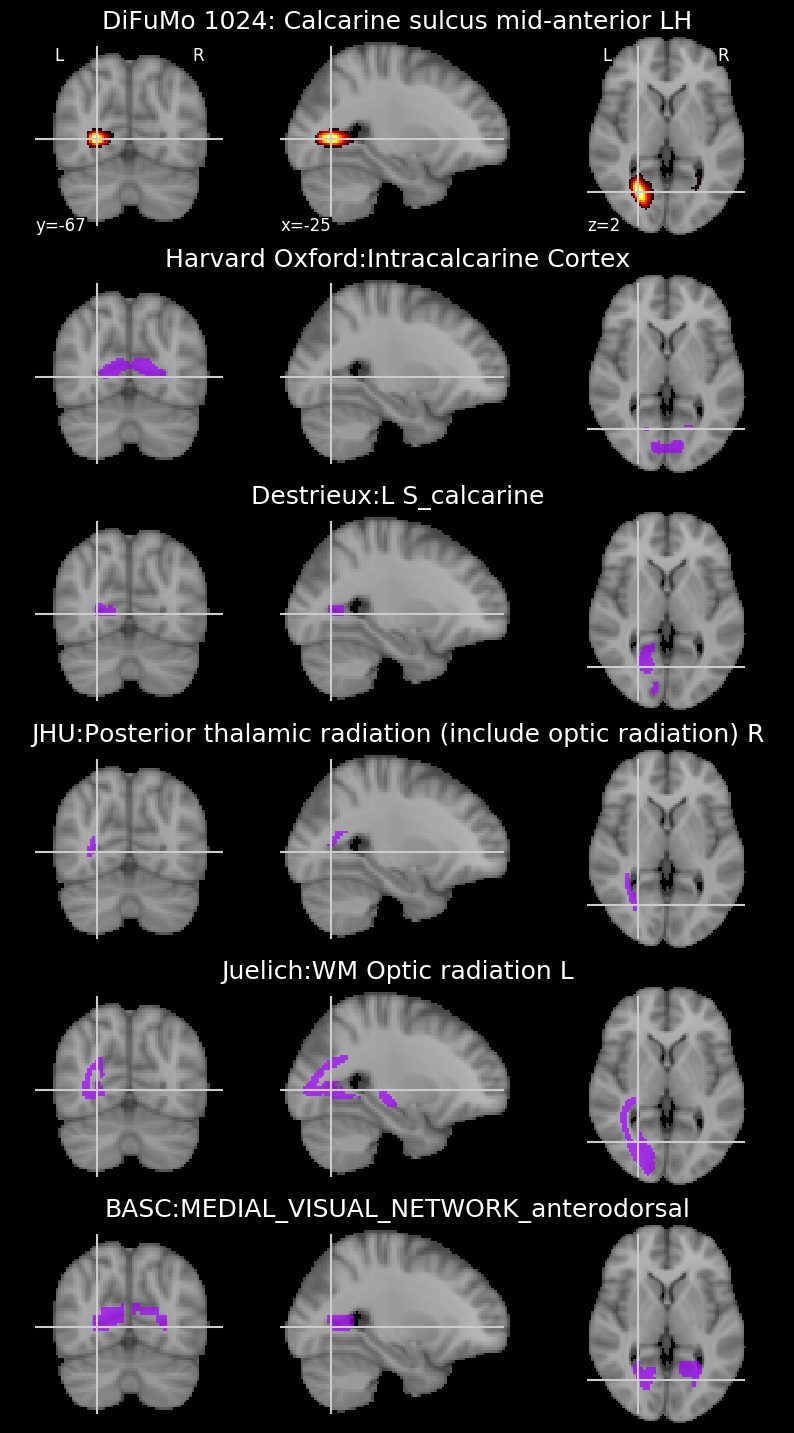 DiFuMo 1024: Calcarine sulcus mid-anterior LH
L R L R
y=-67 x=-25 z=2
Harvard Oxford:Intracalcarine Cortex
Destrieux:L S_calcarine
JHU:Posterior thalamic radiation (include optic radiation) R
Juelich:WM Optic radiation L
BASC:MEDIAL_VISUAL_NETWORK_anterodorsal